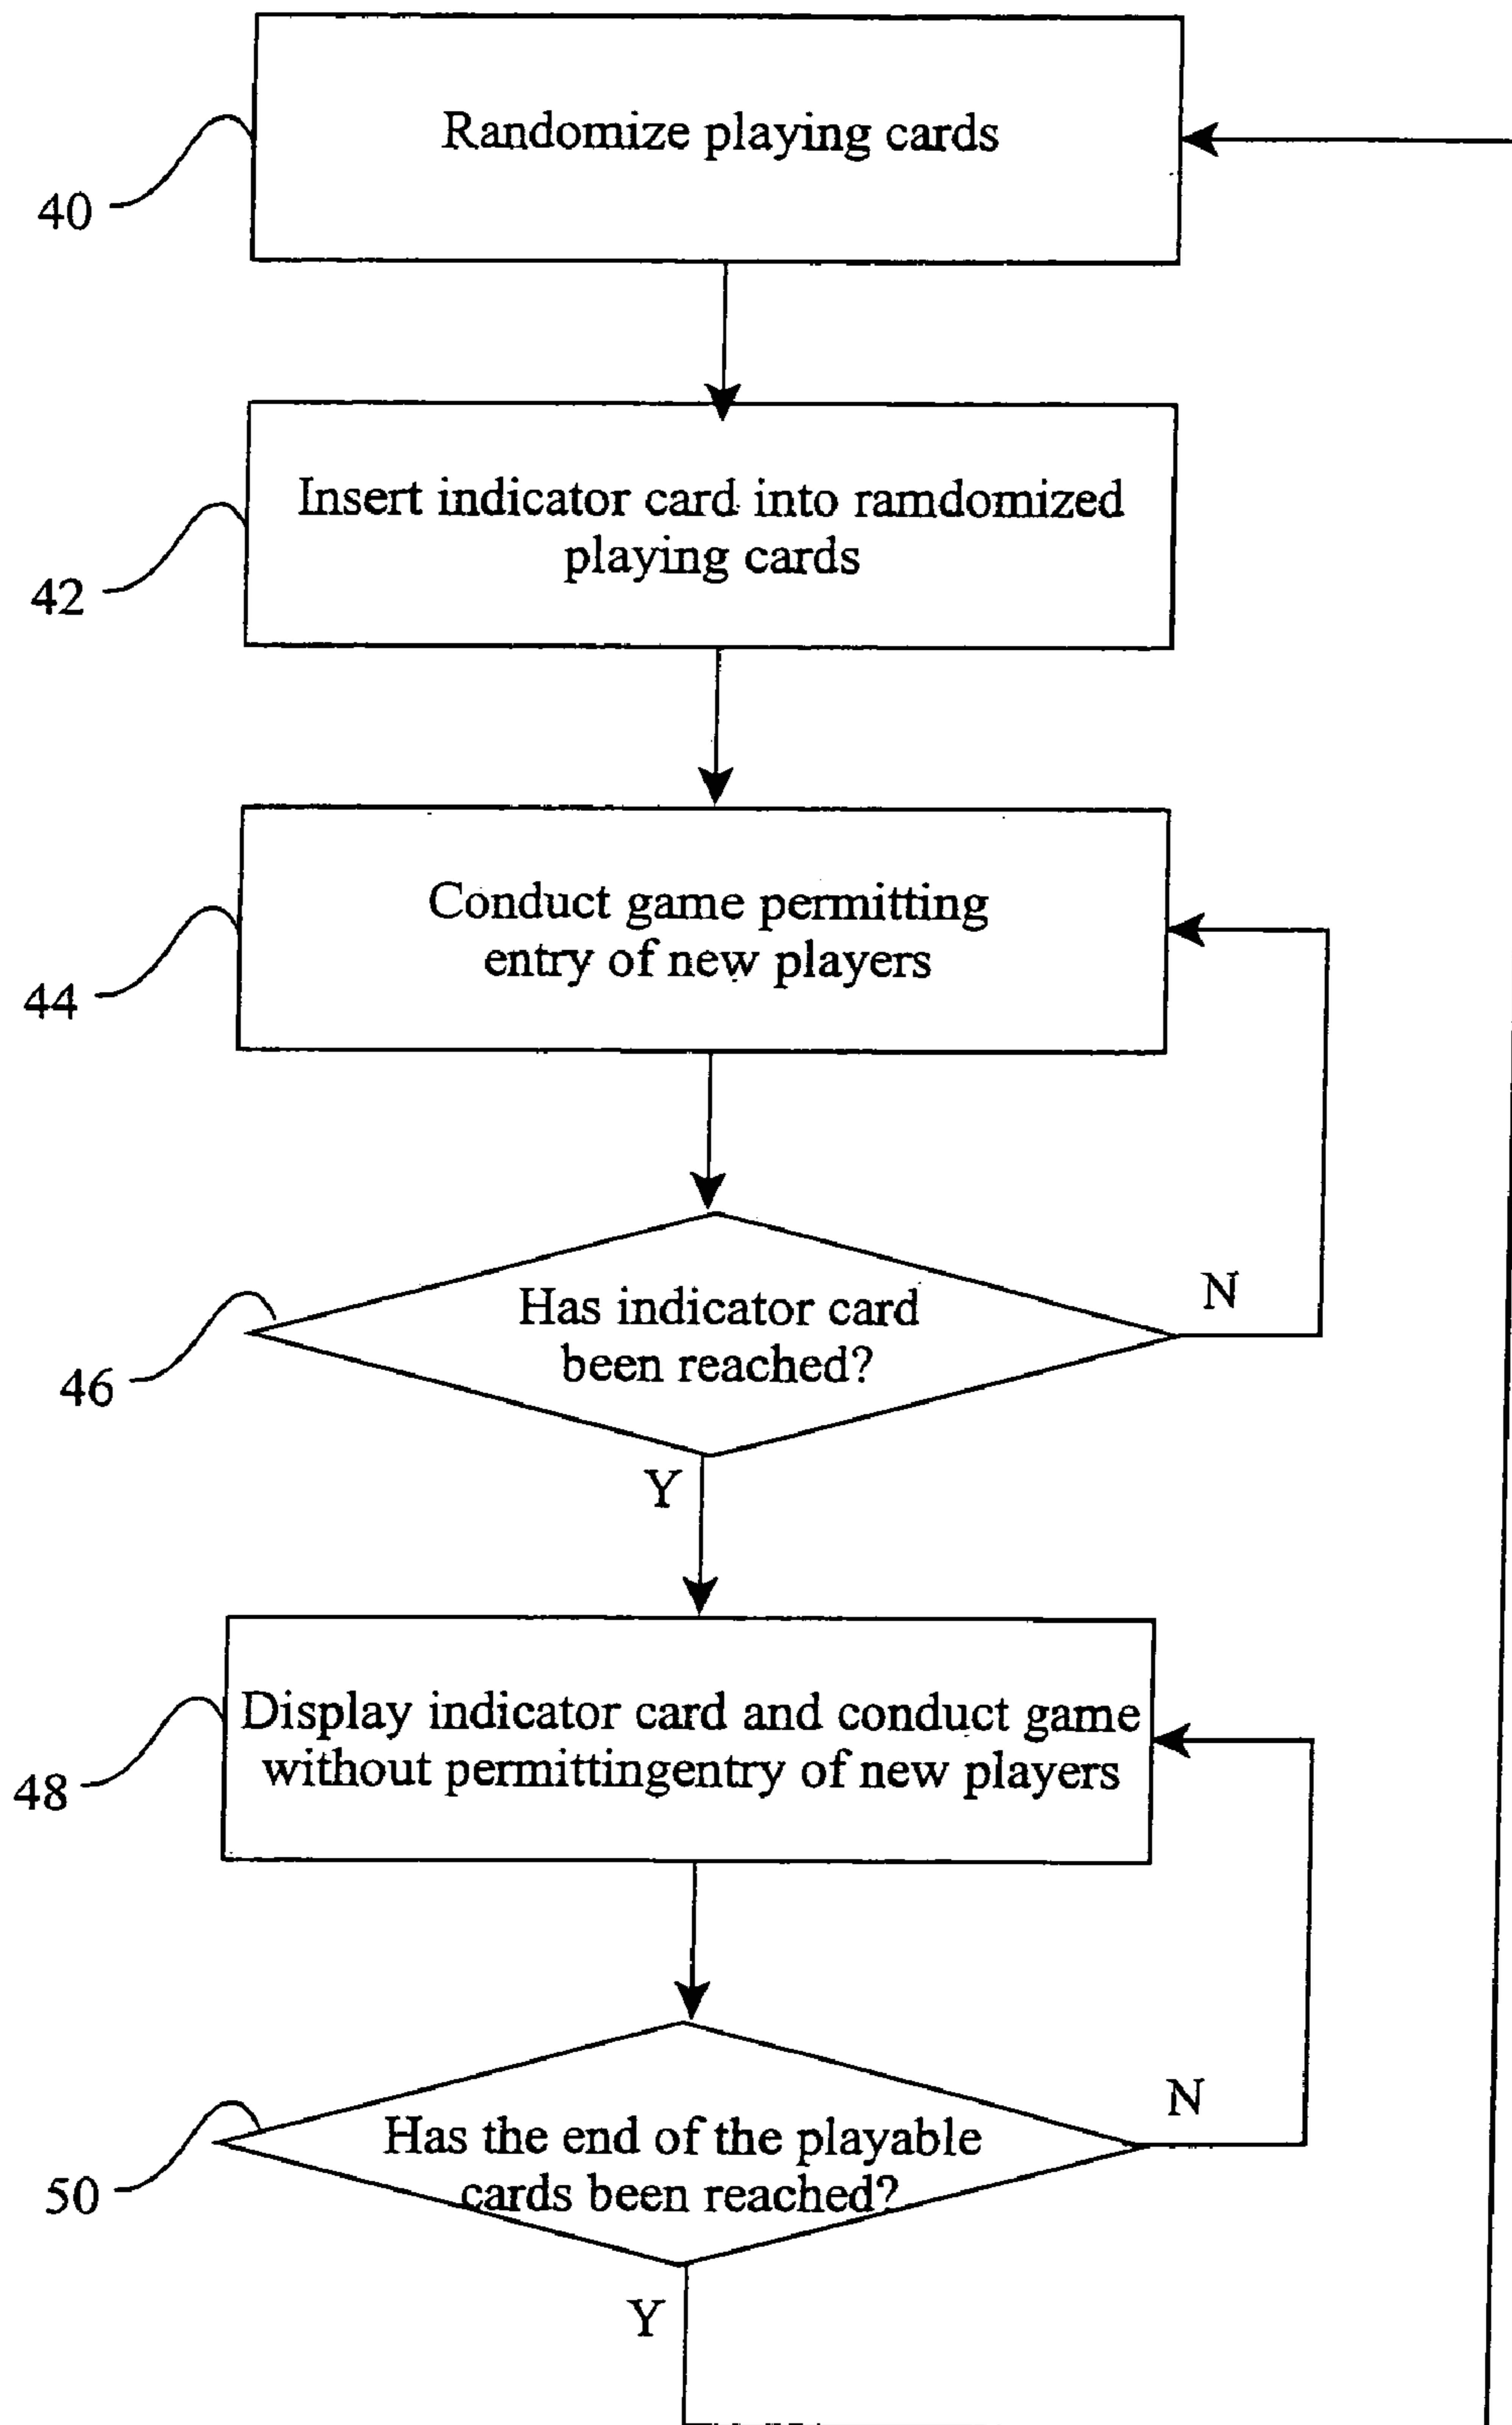 Randomize playing cards
40
Insert indicator card into ramdomized
playing cards
42
Conduct game permitting
entry of new players
44
Has indicator card
been reached?
N
46
Y
Display indicator card and conduct game
without permittingentry of new players
48
Has the end of the playable
cards been reached?
N
50
Y